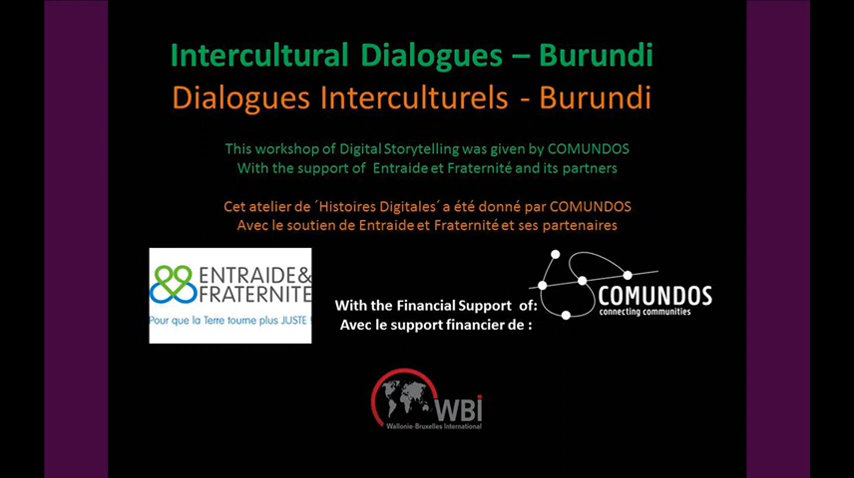 Intercultural Dialogues – Burundi
Dialogues Interculturels - Burundi
This workshop of Digital Storytelling was given by COMUNDOS
With the support of Entraide et Fraternité and its partners
Cet atelier de ´Histoires Digitales´ a été donné par COMUNDOS
Avec le soutien de Entraide et Fraternité et ses partenaires
ENTRAIDE&
FRATERNITE
Pour que la Terre tourne plus JUSTE !
With the Financial Support of:
Avec le support financier de :
COMUNDOS
connecting communities
WBI
Wallonie-Bruxelles International